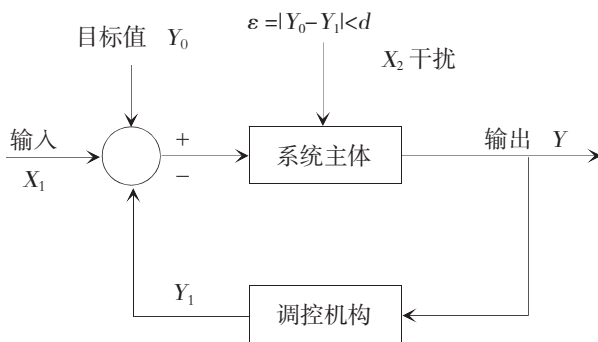 ε =|Y₀−Y₁|<d
目标值 Y₀
X₂ 干扰
输入
X₁
+
−
系统主体
输出 Y
Y₁
调控机构